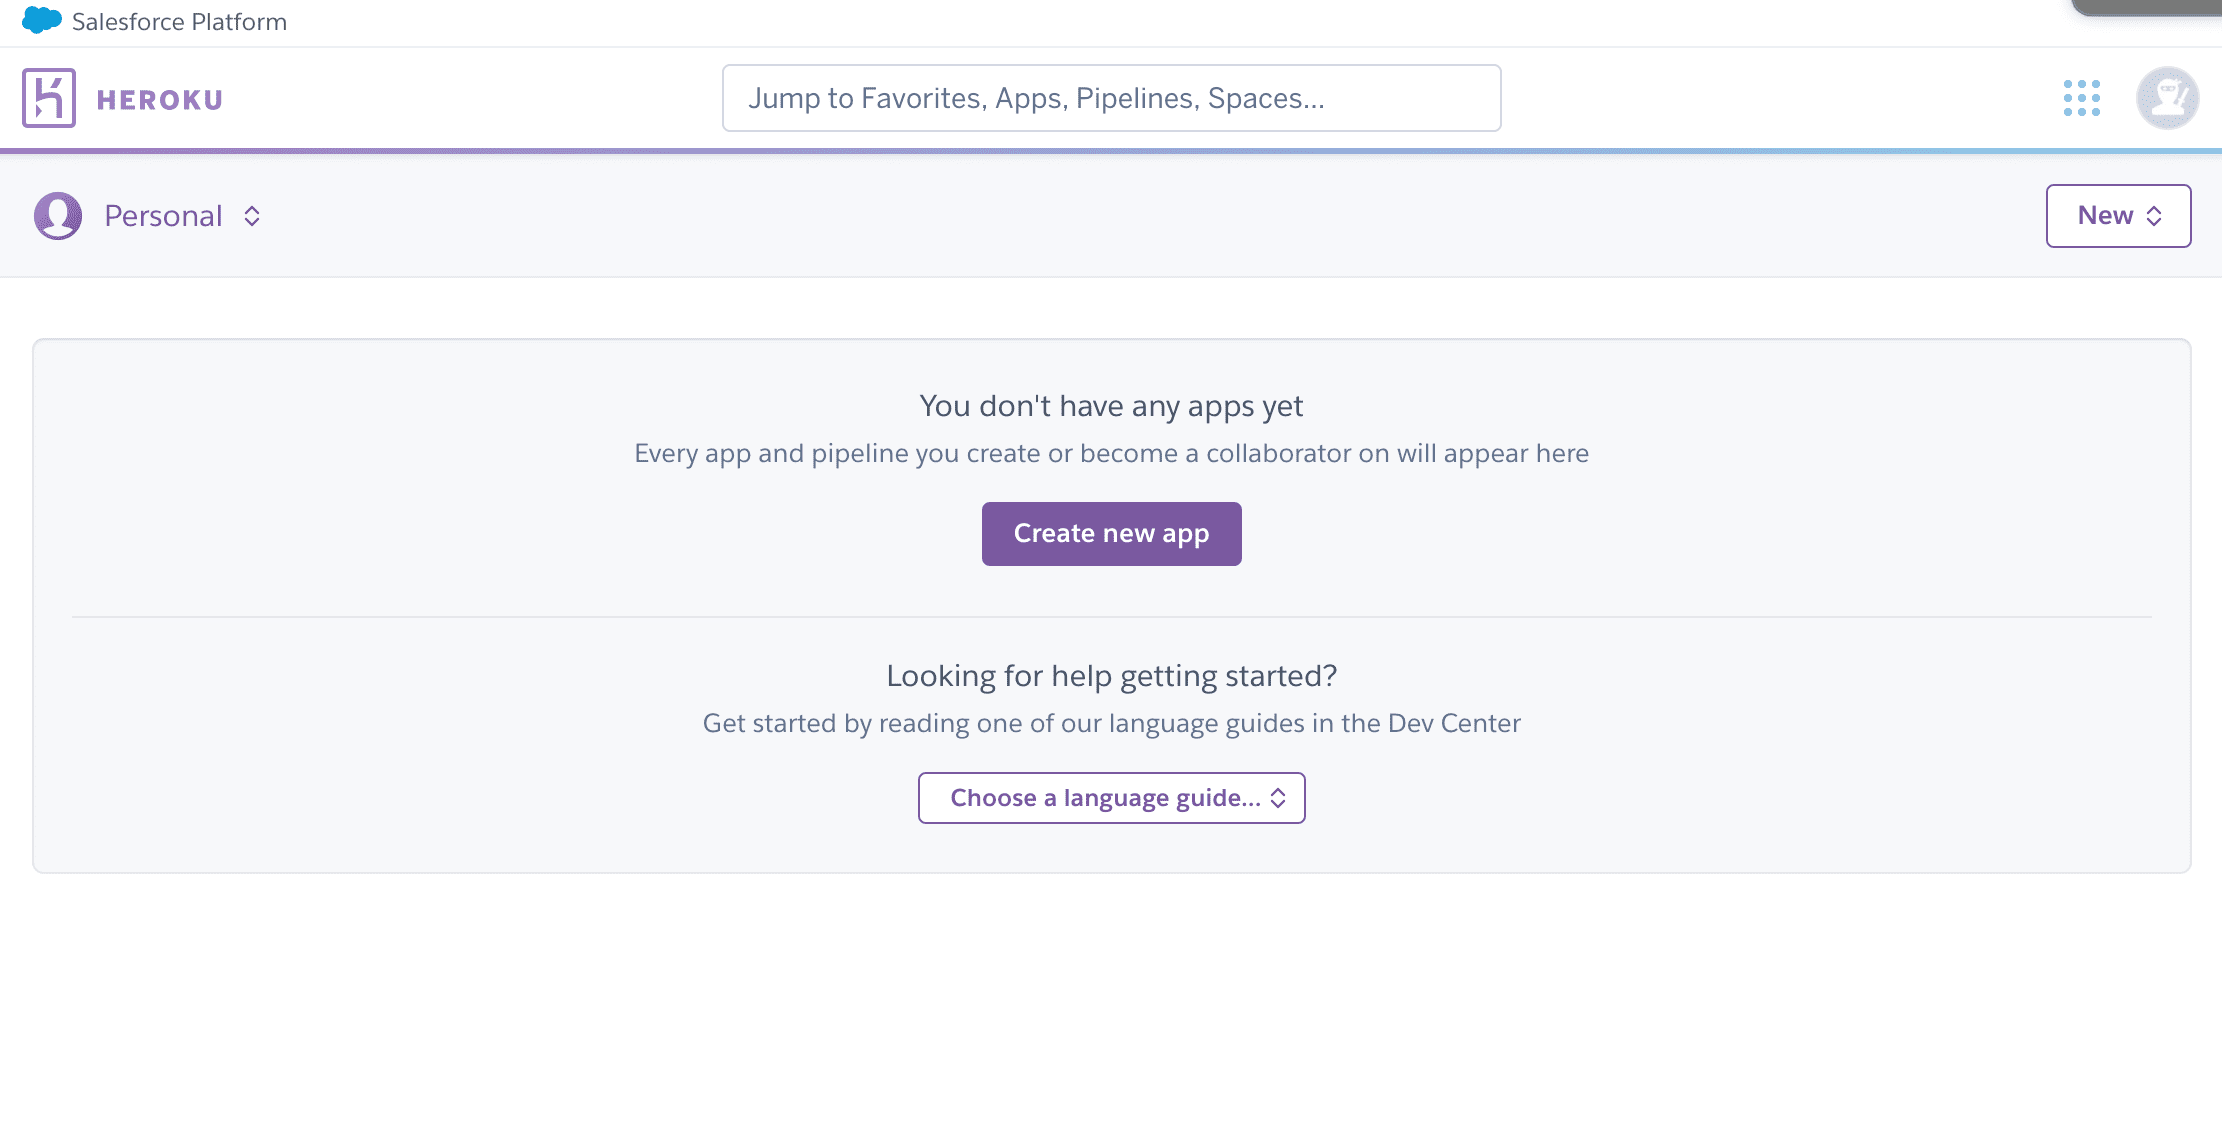 Salesforce Platform
HEROKU
Jump to Favorites, Apps, Pipelines, Spaces...
Personal
New
You don't have any apps yet
Every app and pipeline you create or become a collaborator on will appear here
Create new app
Looking for help getting started?
Get started by reading one of our language guides in the Dev Center
Choose a language guide...